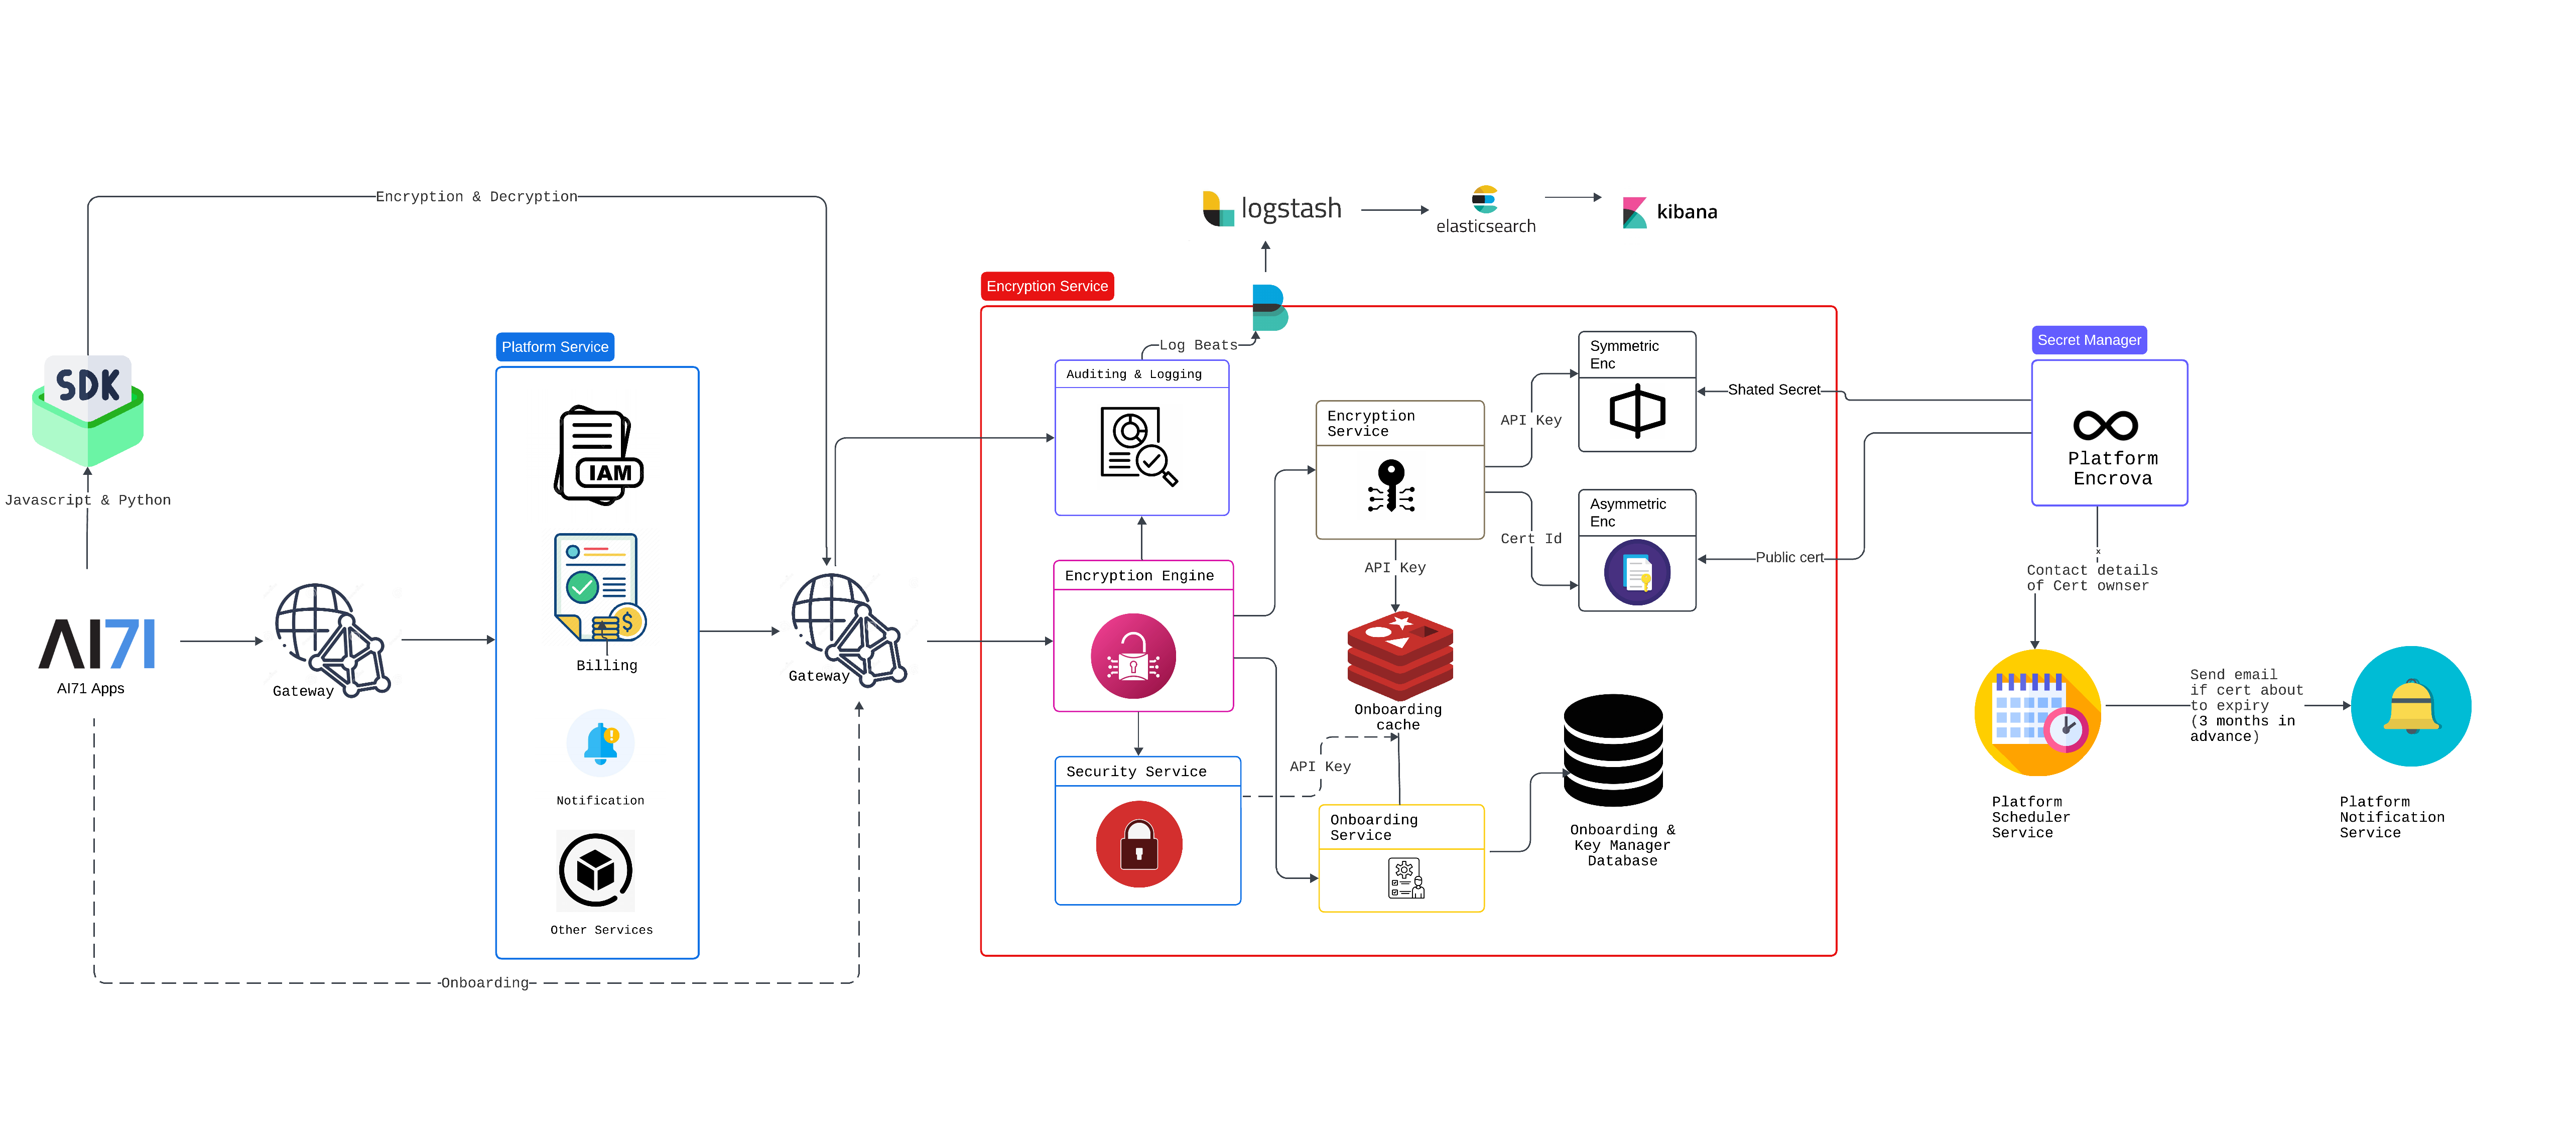 Encryption & Decryption
logstash
elasticsearch
kibana
Encryption Service
Platform Service
Secret Manager
SDK
Javascript & Python
AI71
AI71 Apps
Gateway
IAM
Billing
Notification
Other Services
Onboarding
Gateway
Log Beats
Auditing & Logging
Encryption Engine
Security Service
Encryption
Service
API Key
Cert Id
API Key
Symmetric
Enc
Asymmetric
Enc
Shated Secret
Public cert
Onboarding
cache
API Key
Onboarding
Service
Onboarding &
Key Manager
Database
Platform
Encrova
x
Contact details
of Cert ownser
Platform
Scheduler
Service
Send email
if cert about
to expiry
(3 months in
advance)
Platform
Notification
Service